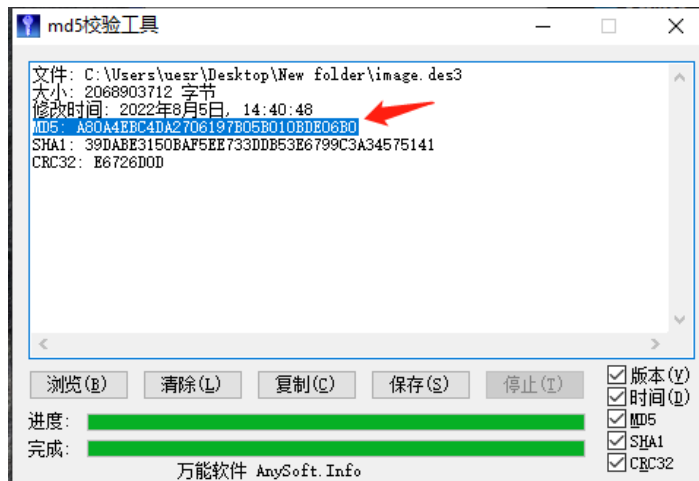 md5校验工具
文件: C:\Users\uesr\Desktop\New folder\image.des3
大小: 2068903712 字节
修改时间: 2022年8月5日, 14:40:48
MD5: A80A4EBC4DA2706197B05B010BDE06B0
SHA1: 39DABE3150BAF5EE733DDB53E6799C3A34575141
CRC32: E6726D0D
浏览(B) 清除(L) 复制(C) 保存(S) 停止(I)
版本(V)
时间(D)
MD5
SHA1
CRC32
进度:
完成:
万能软件 AnySoft.Info